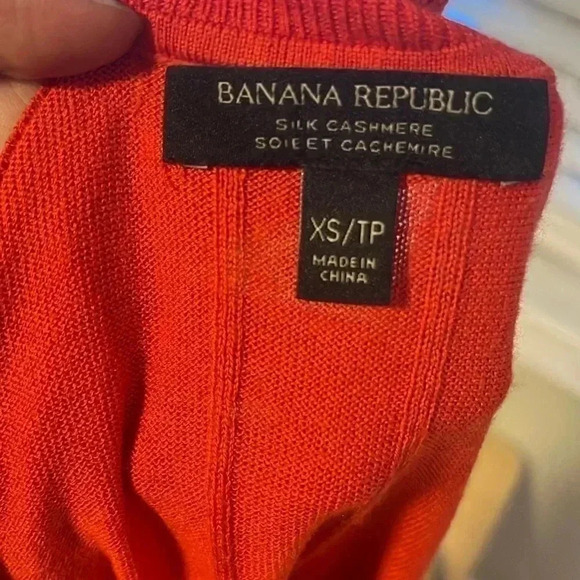 BANANA REPUBLIC
SILK CASHMERE
SOIE ET CACHEMIRE
XS/TP
MADE IN
CHINA